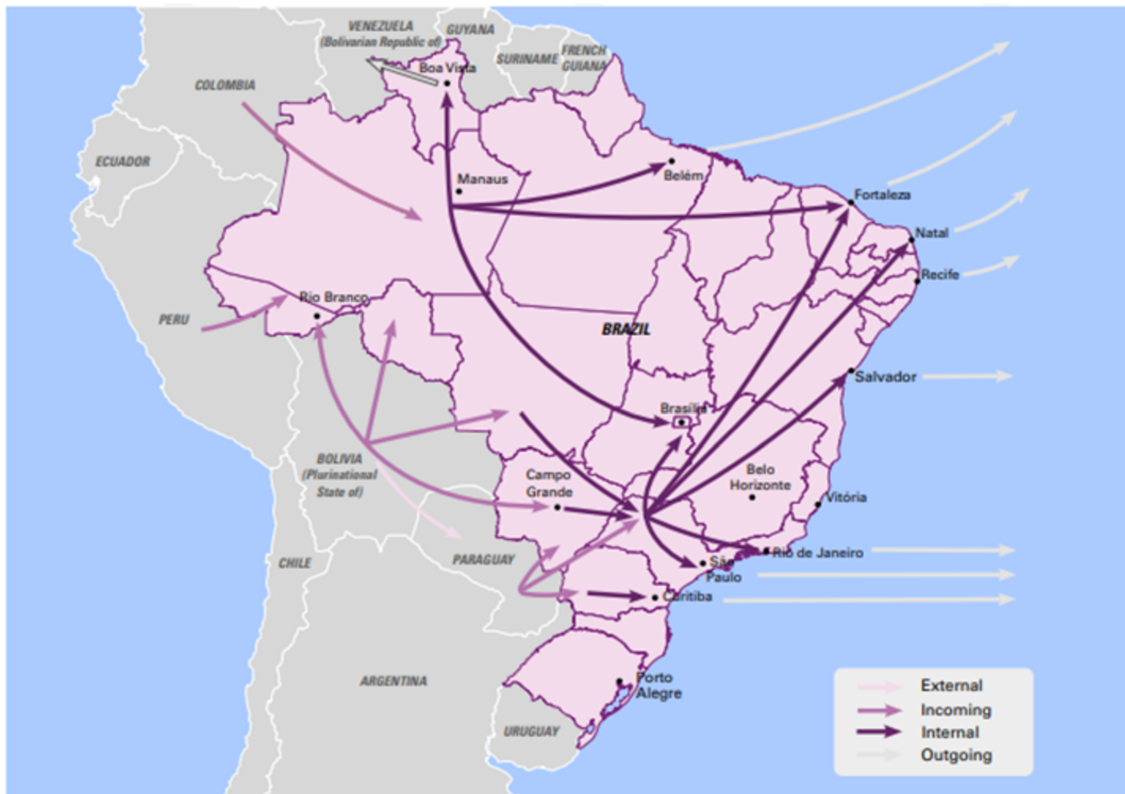 VENEZUELA
(Bolivarian Republic of)
GUYANA
SURINAME
FRENCH
GUIANA
COLOMBIA
Boa Vista
ECUADOR
Manaus
Belém
Fortaleza
Natal
Recife
PERU
Rio Branco
BRAZIL
Salvador
Brasília
BOLIVIA
(Plurinational
State of)
Campo
Grande
Belo
Horizonte
Vitória
CHILE
PARAGUAY
São
Paulo
Rio de Janeiro
Curitiba
ARGENTINA
Porto
Alegre
URUGUAY
External
Incoming
Internal
Outgoing